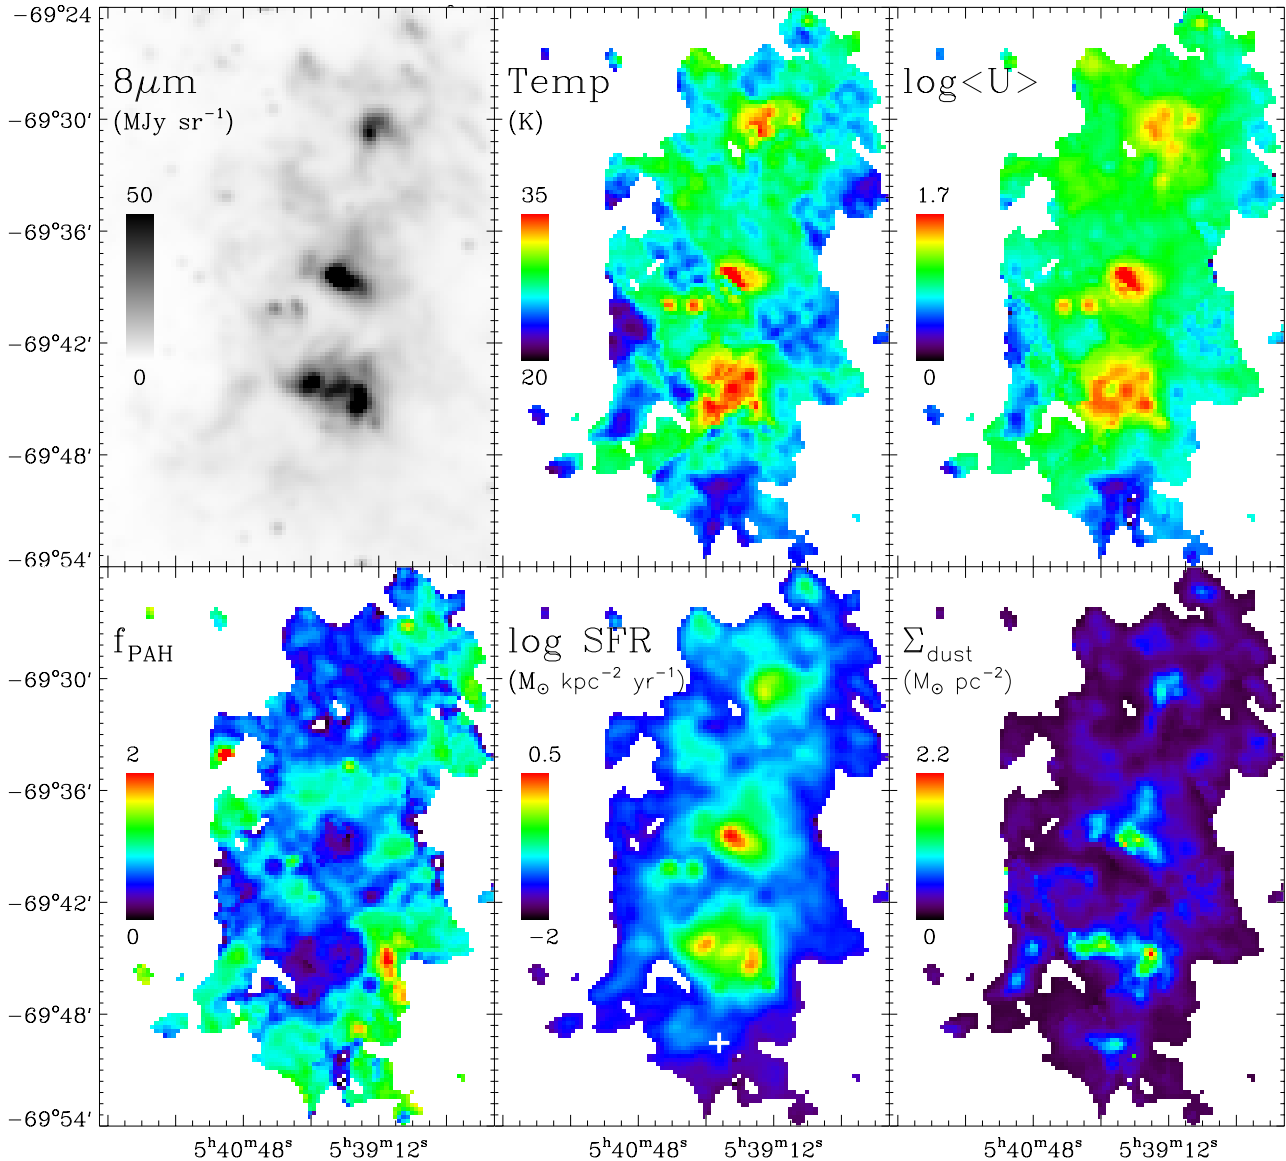 8μm
(MJy sr⁻¹)
50
0
Temp
(K)
35
20
log<U>
1.7
0
−69°24′
−69°30′
−69°36′
−69°42′
−69°48′
−69°54′
f_PAH
2
0
log SFR
(M⊙ kpc⁻² yr⁻¹)
0.5
−2
Σ_dust
(M⊙ pc⁻²)
2.2
0
−69°30′
−69°36′
−69°42′
−69°48′
−69°54′
5ʰ40ᵐ48ˢ
5ʰ39ᵐ12ˢ
5ʰ40ᵐ48ˢ
5ʰ39ᵐ12ˢ
5ʰ40ᵐ48ˢ
5ʰ39ᵐ12ˢ